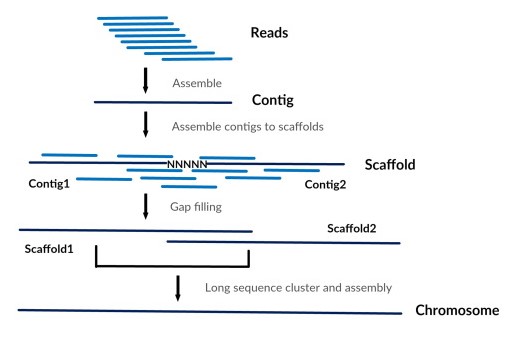 Reads
Assemble
Contig
Assemble contigs to scaffolds
NNNNN
Scaffold
Contig1
Contig2
Gap filling
Scaffold2
Scaffold1
Long sequence cluster and assembly
Chromosome